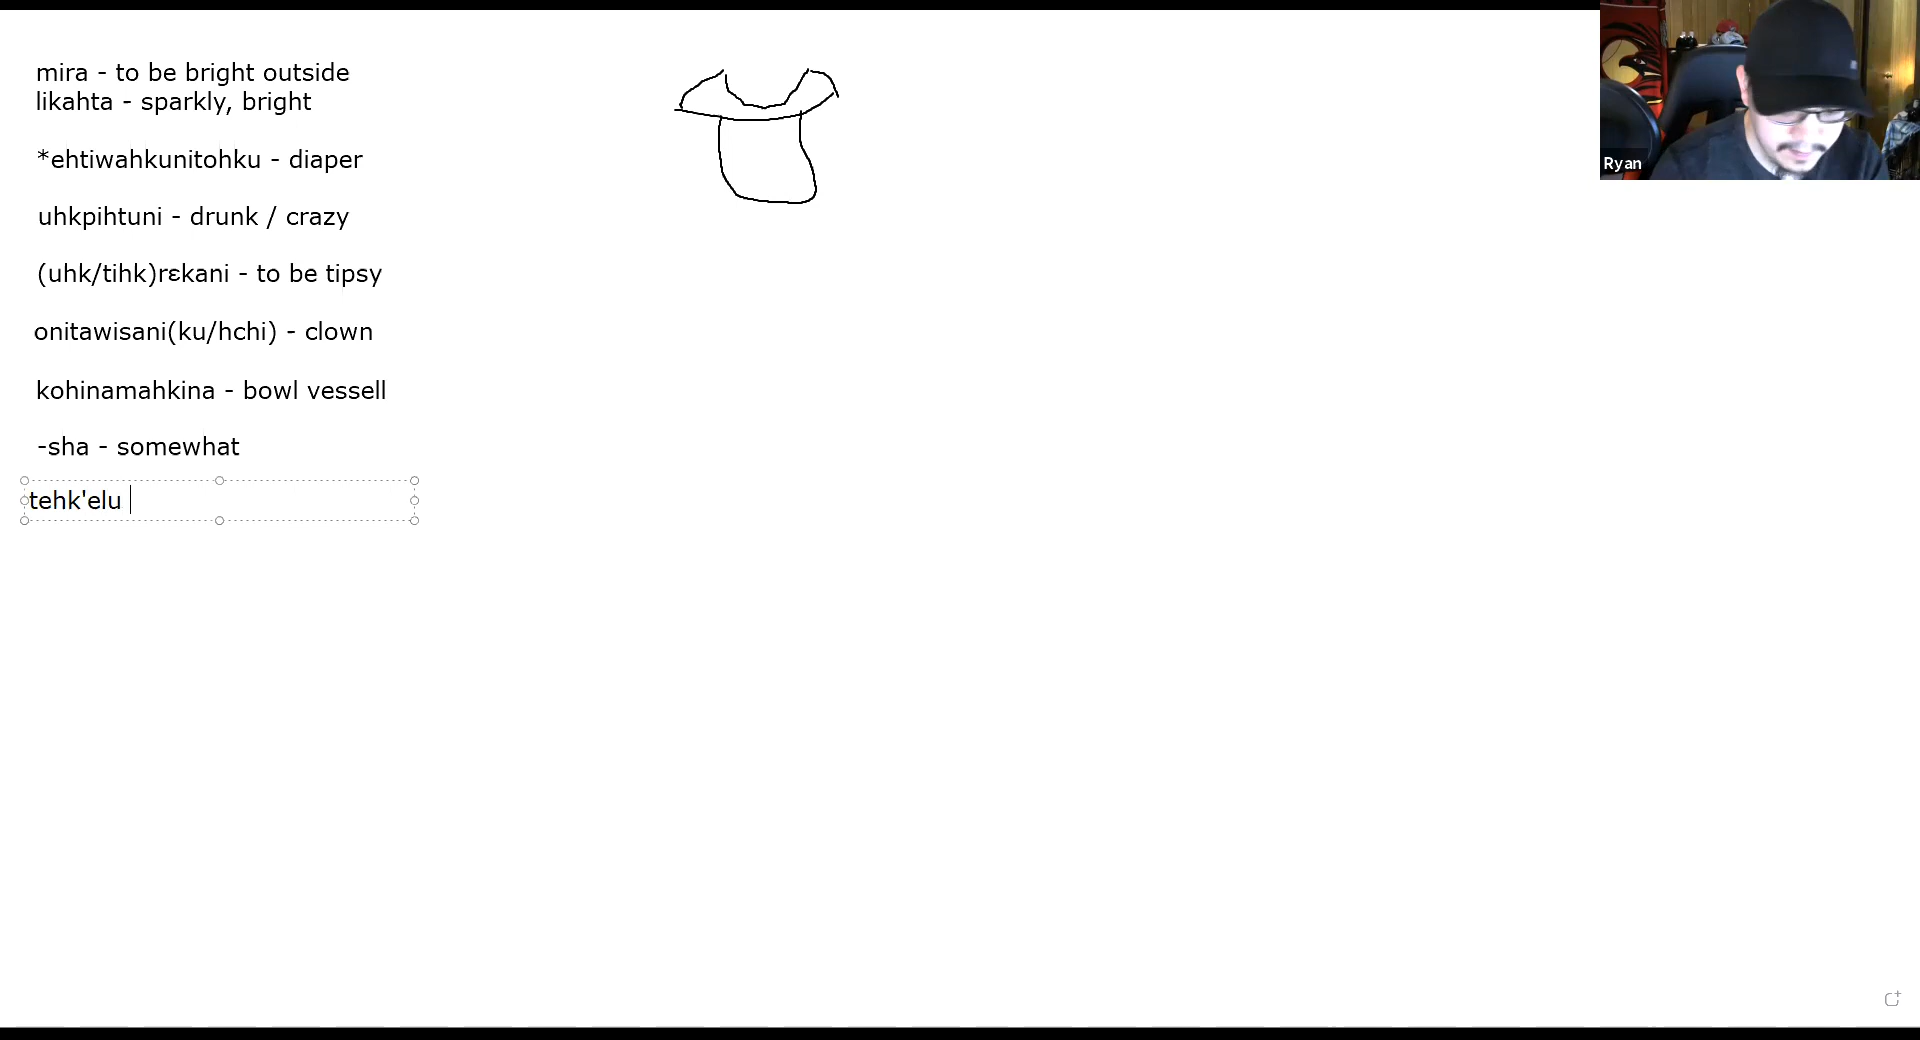 mira - to be bright outside
likahta - sparkly, bright
*ehtiwahkunitohku - diaper
uhkpihtuni - drunk / crazy
(uhk/tihk)rɛkani - to be tipsy
onitawisani(ku/hchi) - clown
kohinamahkina - bowl vessell
-sha - somewhat
tehk'elu
Ryan